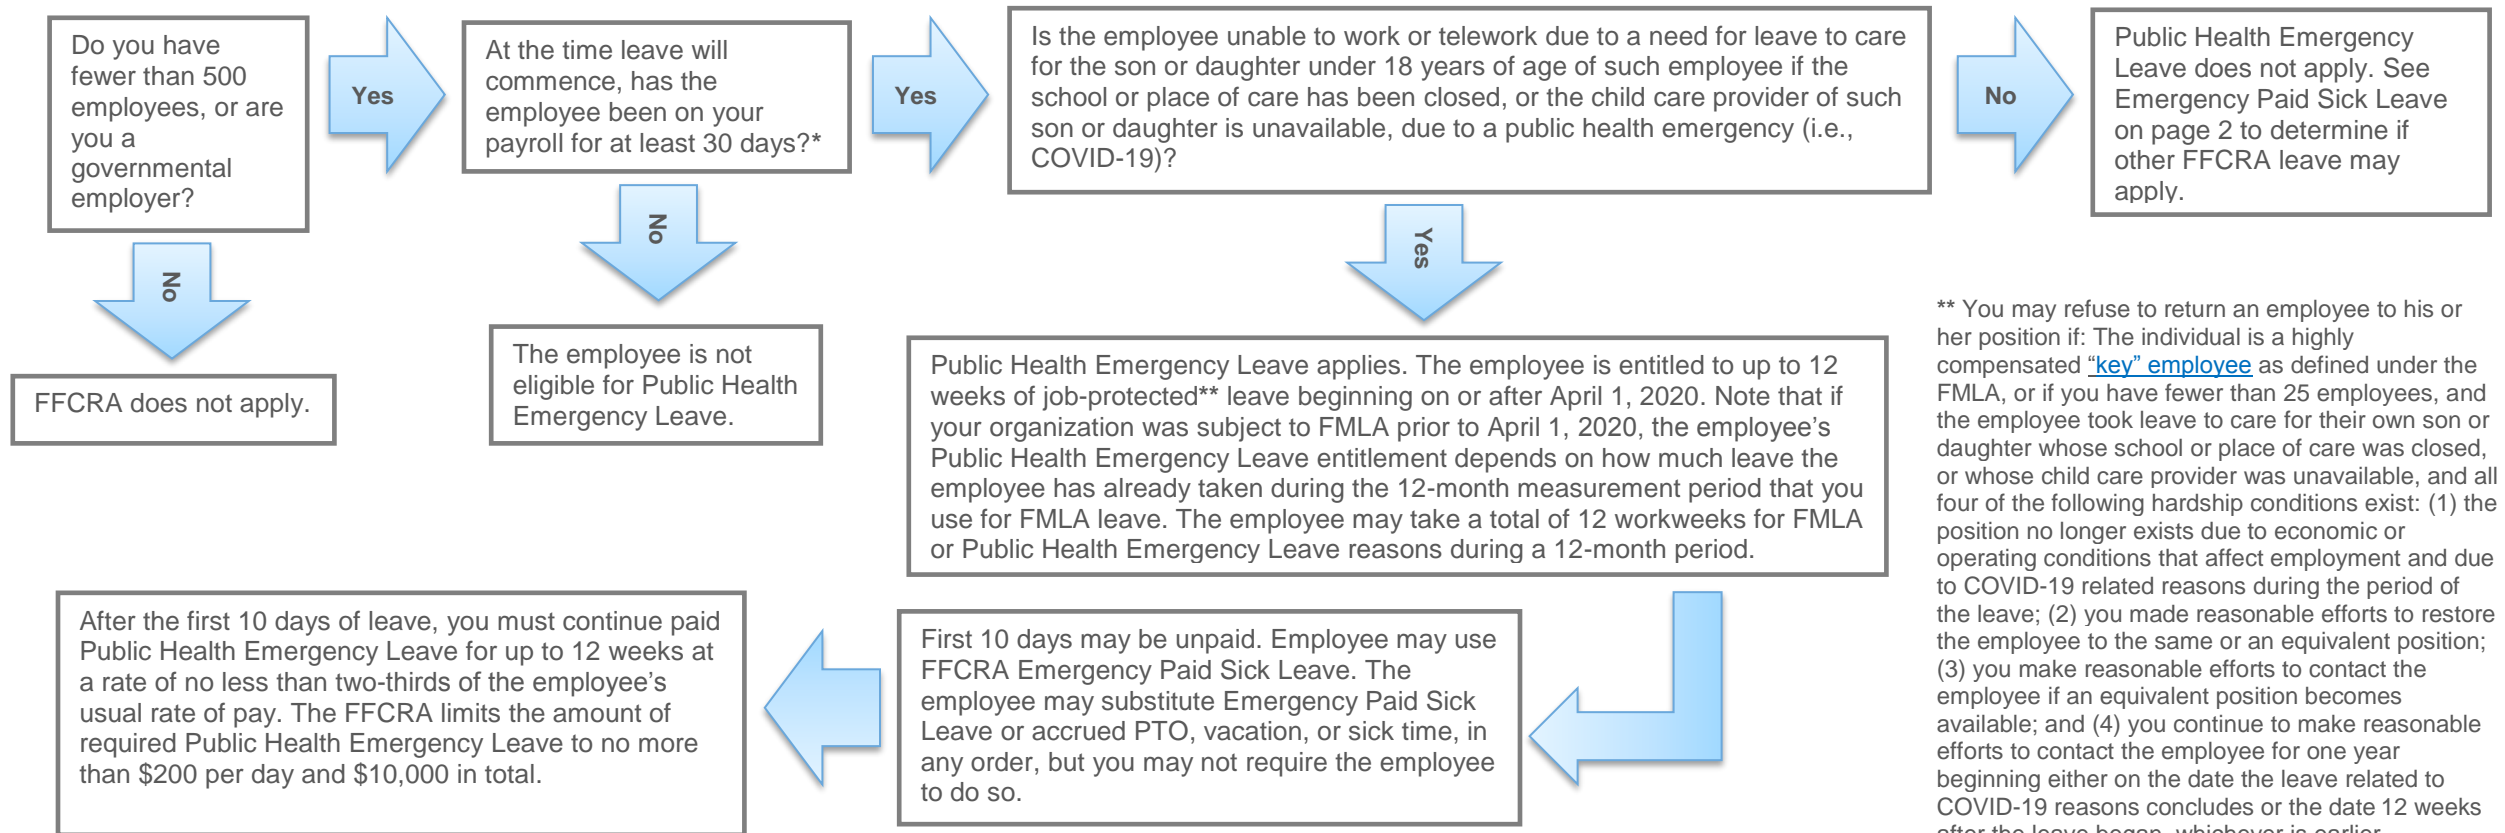 Do you have
fewer than 500
employees, or are
you a
governmental
employer?
Yes
At the time leave will
commence, has the
employee been on your
payroll for at least 30 days?*
Yes
Is the employee unable to work or telework due to a need for leave to care
for the son or daughter under 18 years of age of such employee if the
school or place of care has been closed, or the child care provider of such
son or daughter is unavailable, due to a public health emergency (i.e.,
COVID-19)?
No
Public Health Emergency
Leave does not apply. See
Emergency Paid Sick Leave
on page 2 to determine if
other FFCRA leave may
apply.
No
No
Yes
FFCRA does not apply.
The employee is not
eligible for Public Health
Emergency Leave.
Public Health Emergency Leave applies. The employee is entitled to up to 12
weeks of job-protected** leave beginning on or after April 1, 2020. Note that if
your organization was subject to FMLA prior to April 1, 2020, the employee’s
Public Health Emergency Leave entitlement depends on how much leave the
employee has already taken during the 12-month measurement period that you
use for FMLA leave. The employee may take a total of 12 workweeks for FMLA
or Public Health Emergency Leave reasons during a 12-month period.
** You may refuse to return an employee to his or
her position if: The individual is a highly
compensated “key” employee as defined under the
FMLA, or if you have fewer than 25 employees, and
the employee took leave to care for their own son or
daughter whose school or place of care was closed,
or whose child care provider was unavailable, and all
four of the following hardship conditions exist: (1) the
position no longer exists due to economic or
operating conditions that affect employment and due
to COVID-19 related reasons during the period of
the leave; (2) you made reasonable efforts to restore
the employee to the same or an equivalent position;
(3) you make reasonable efforts to contact the
employee if an equivalent position becomes
available; and (4) you continue to make reasonable
efforts to contact the employee for one year
beginning either on the date the leave related to
COVID-19 reasons concludes or the date 12 weeks
after the leave began, whichever is earlier
First 10 days may be unpaid. Employee may use
FFCRA Emergency Paid Sick Leave. The
employee may substitute Emergency Paid Sick
Leave or accrued PTO, vacation, or sick time, in
any order, but you may not require the employee
to do so.
After the first 10 days of leave, you must continue paid
Public Health Emergency Leave for up to 12 weeks at
a rate of no less than two-thirds of the employee’s
usual rate of pay. The FFCRA limits the amount of
required Public Health Emergency Leave to no more
than $200 per day and $10,000 in total.